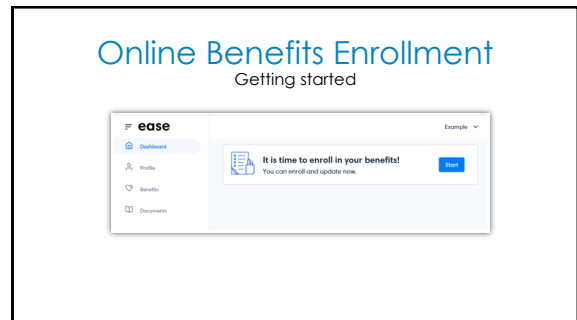 Online Benefits Enrollment
Getting started
ease
Example
Dashboard
It is time to enroll in your benefits!
You can enroll and update now.
Start
Profile
Benefits
Documents